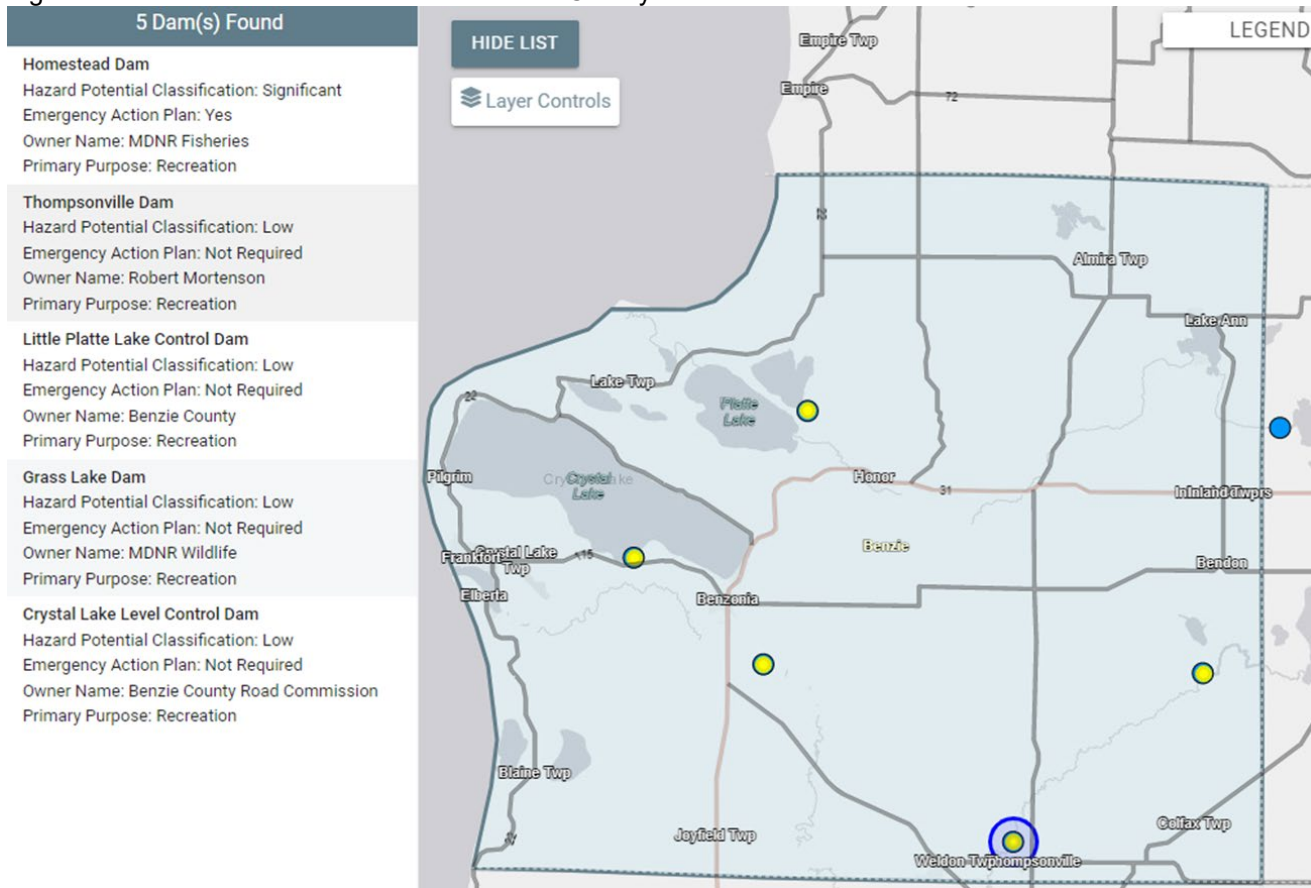 5 Dam(s) Found
Homestead Dam
Hazard Potential Classification: Significant
Emergency Action Plan: Yes
Owner Name: MDNR Fisheries
Primary Purpose: Recreation
Thompsonville Dam
Hazard Potential Classification: Low
Emergency Action Plan: Not Required
Owner Name: Robert Mortenson
Primary Purpose: Recreation
Little Platte Lake Control Dam
Hazard Potential Classification: Low
Emergency Action Plan: Not Required
Owner Name: Benzie County
Primary Purpose: Recreation
Grass Lake Dam
Hazard Potential Classification: Low
Emergency Action Plan: Not Required
Owner Name: MDNR Wildlife
Primary Purpose: Recreation
Crystal Lake Level Control Dam
Hazard Potential Classification: Low
Emergency Action Plan: Not Required
Owner Name: Benzie County Road Commission
Primary Purpose: Recreation
HIDE LIST
Layer Controls
LEGEND
Empire Twp
Empire
72
22
Almira Twp
Lake Ann
Lake Twp
22
Platte
Lake
Pilgrim
Crystal
Lake
Honor
31
Benzie
Frankfort
Crystal Lake
Twp
115
Bendon
Elberta
Benzonia
Blaine Twp
22
Joyfield Twp
Colfax Twp
Weldon Twp
Thompsonville